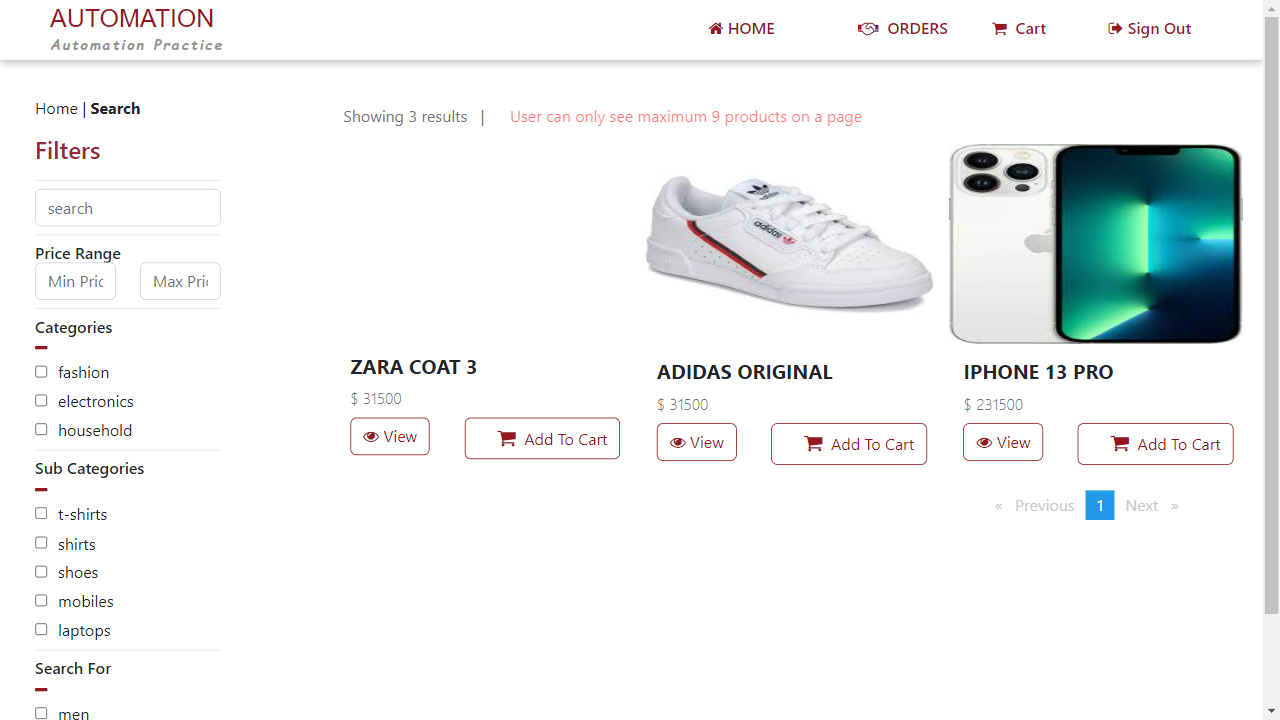 AUTOMATION
Automation Practice
HOME
ORDERS
Cart
Sign Out
Home | Search
Filters
search
Price Range
Min Pric
Max Pric
Categories
fashion
electronics
household
Sub Categories
t-shirts
shirts
shoes
mobiles
laptops
Search For
men
Showing 3 results |
User can only see maximum 9 products on a page
ZARA COAT 3
$ 31500
View
Add To Cart
adidas
adidas
ADIDAS ORIGINAL
$ 31500
View
Add To Cart
IPHONE 13 PRO
$ 231500
View
Add To Cart
« Previous 1 Next »